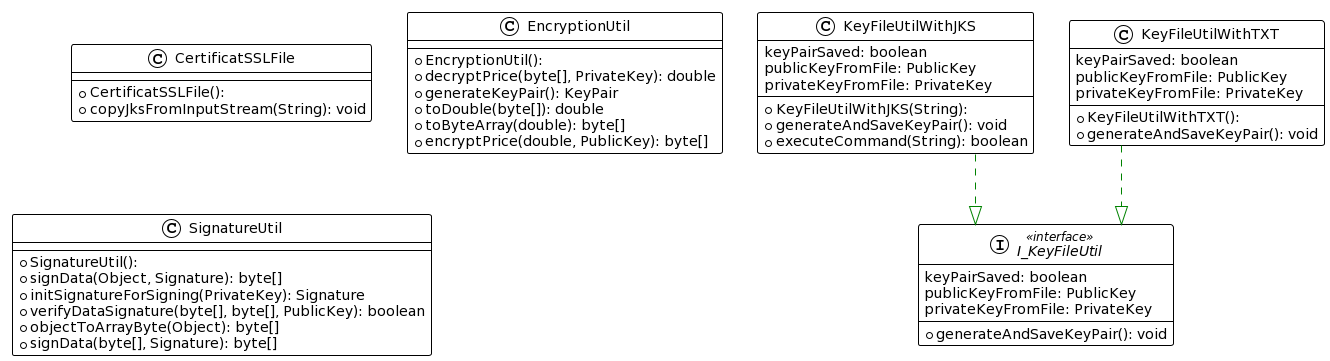 C CertificatSSLFile
CertificatSSLFile():
copyJksFromInputStream(String): void
C EncryptionUtil
EncryptionUtil():
decryptPrice(byte[], PrivateKey): double
generateKeyPair(): KeyPair
toDouble(byte[]): double
toByteArray(double): byte[]
encryptPrice(double, PublicKey): byte[]
C KeyFileUtilWithJKS
keyPairSaved: boolean
publicKeyFromFile: PublicKey
privateKeyFromFile: PrivateKey
KeyFileUtilWithJKS(String):
generateAndSaveKeyPair(): void
executeCommand(String): boolean
C KeyFileUtilWithTXT
keyPairSaved: boolean
publicKeyFromFile: PublicKey
privateKeyFromFile: PrivateKey
KeyFileUtilWithTXT():
generateAndSaveKeyPair(): void
C SignatureUtil
SignatureUtil():
signData(Object, Signature): byte[]
initSignatureForSigning(PrivateKey): Signature
verifyDataSignature(byte[], byte[], PublicKey): boolean
objectToArrayByte(Object): byte[]
signData(byte[], Signature): byte[]
«interface»
I I_KeyFileUtil
keyPairSaved: boolean
publicKeyFromFile: PublicKey
privateKeyFromFile: PrivateKey
generateAndSaveKeyPair(): void